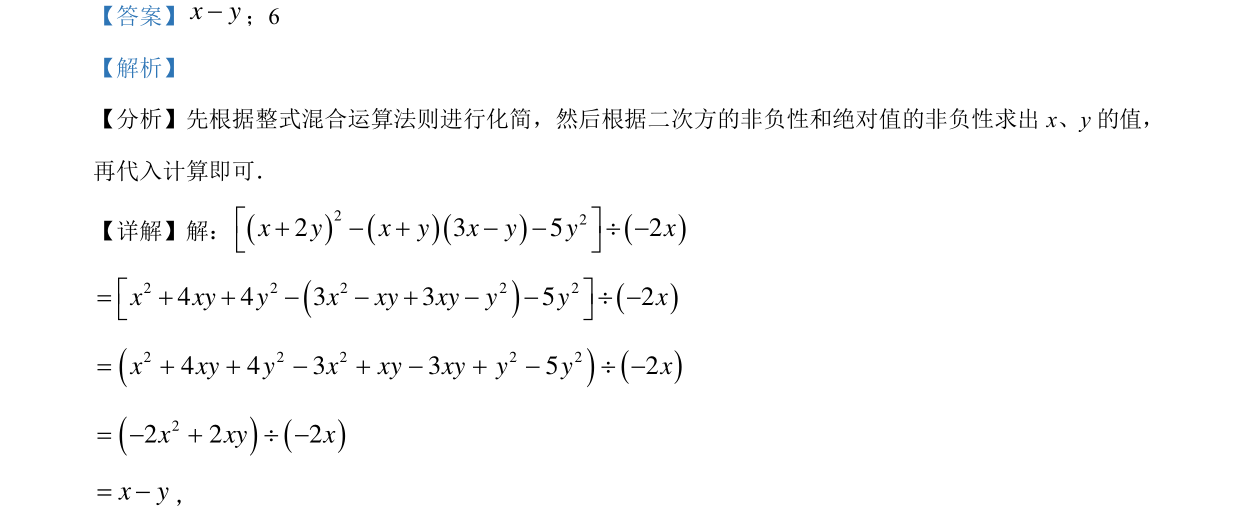 【答案】x－y；6
【解析】
【分析】先根据整式混合运算法则进行化简，然后根据二次方的非负性和绝对值的非负性求出 x、y 的值，
再代入计算即可．
【详解】解：[(x+2y)²−(x+y)(3x−y)−5y²]÷(−2x)
=[x²+4xy+4y²−(3x²−xy+3xy−y²)−5y²]÷(−2x)
=(x²+4xy+4y²−3x²+xy−3xy+y²−5y²)÷(−2x)
=(−2x²+2xy)÷(−2x)
=x−y，